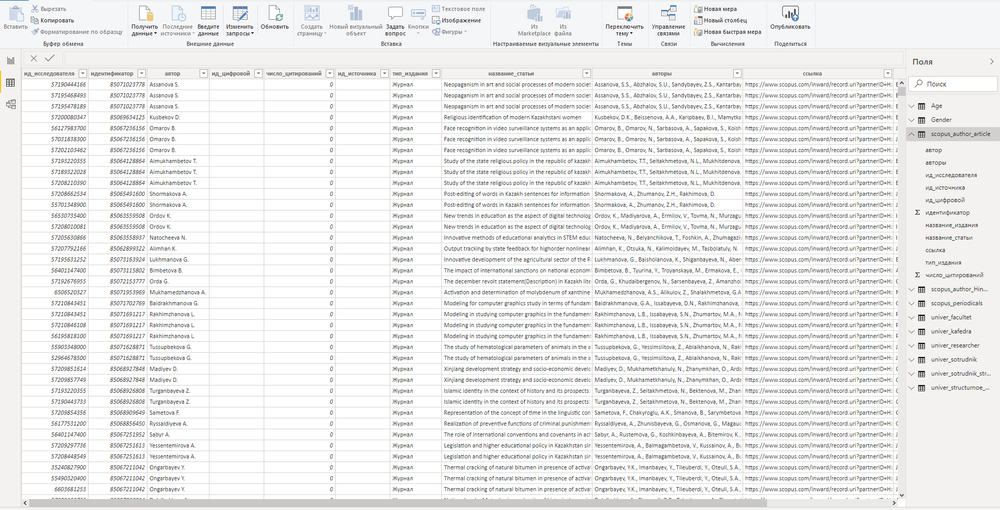 Вырезать
Копировать
Форматирование по образцу
Вставить
Буфер обмена
Получить данные
Последние источники
Введите данные
Изменить запросы
Обновить
Внешние данные
Создать страницу
Новый визуальный объект
Задать вопрос
Кнопки
Текстовое поле
Изображение
Фигуры
Вставка
Из Marketplace
Из файла
Настраиваемые визуальные элементы
Переключить тему
Темы
Управление связями
Связи
Новая мера
Новый столбец
Новая быстрая мера
Вычисления
Опубликовать
Поделиться
ид_исследователя идентификатор автор ид_цифровой число_цитирований ид_источника тип_издания название_статьи авторы ссылка
57190444166 85071023778 Assanova S. 0 Журнал Neopaganism in art and social processes of modern societ Assanova, S.S., Abzhalov, S.U., Sandybayev, Z.S., Kantarbay https://www.scopus.com/inward/record.uri?partnerID=Hz
57195468493 85071023778 Assanova S. 0 Журнал Neopaganism in art and social processes of modern societ Assanova, S.S., Abzhalov, S.U., Sandybayev, Z.S., Kantarbay https://www.scopus.com/inward/record.uri?partnerID=Hz
57195478189 85071023778 Assanova S. 0 Журнал Neopaganism in art and social processes of modern societ Assanova, S.S., Abzhalov, S.U., Sandybayev, Z.S., Kantarbay https://www.scopus.com/inward/record.uri?partnerID=Hz
57200080347 85069634125 Kusbekov D. 0 Журнал Religious identification of modern Kazakhstani women Kusbekov, D.K., Beissenova, A.A., Karipbaev, B.I., Mamytka https://www.scopus.com/inward/record.uri?partnerID=Hz
56127983700 85067236156 Omarov B. 0 Журнал Face recognition in video surveillance systems as an applic Omarov, B., Omarov, N., Sarbasova, A., Sapakova, S., Koish https://www.scopus.com/inward/record.uri?partnerID=Hz
57031838300 85067236156 Omarov B. 0 Журнал Face recognition in video surveillance systems as an applic Omarov, B., Omarov, N., Sarbasova, A., Sapakova, S., Koish https://www.scopus.com/inward/record.uri?partnerID=Hz
57202103462 85067236156 Omarov B. 0 Журнал Face recognition in video surveillance systems as an applic Omarov, B., Omarov, N., Sarbasova, A., Sapakova, S., Koish https://www.scopus.com/inward/record.uri?partnerID=Hz
57193220355 85064128864 Aimukhambetov T. 0 Журнал Study of the state religious policy in the republic of kazakh Aimukhambetov, T.T., Seitakhmetova, N.L., Mukhitdenova, https://www.scopus.com/inward/record.uri?partnerID=Hz
57189322028 85064128864 Aimukhambetov T. 0 Журнал Study of the state religious policy in the republic of kazakh Aimukhambetov, T.T., Seitakhmetova, N.L., Mukhitdenova, https://www.scopus.com/inward/record.uri?partnerID=Hz
57208210390 85064128864 Aimukhambetov T. 0 Журнал Study of the state religious policy in the republic of kazakh Aimukhambetov, T.T., Seitakhmetova, N.L., Mukhitdenova, https://www.scopus.com/inward/record.uri?partnerID=Hz
57208662534 85065491600 Shormakova A. 0 Журнал Post-editing of words in Kazakh sentences for information Shormakova, A., Zhumanov, Z.H., Rakhimova, D. https://www.scopus.com/inward/record.uri?partnerID=Hz
55701348900 85065491600 Shormakova A. 0 Журнал Post-editing of words in Kazakh sentences for information Shormakova, A., Zhumanov, Z.H., Rakhimova, D. https://www.scopus.com/inward/record.uri?partnerID=Hz
56530735400 85063559508 Ordov K. 0 Журнал New trends in education as the aspect of digital technolog Ordov, K., Madiyarova, A., Ermilov, V., Tovma, N., Murzagu https://www.scopus.com/inward/record.uri?partnerID=Hz
57208010081 85063559508 Ordov K. 0 Журнал New trends in education as the aspect of digital technolog Ordov, K., Madiyarova, A., Ermilov, V., Tovma, N., Murzagu https://www.scopus.com/inward/record.uri?partnerID=Hz
57205630866 85063558937 Natocheeva N. 0 Журнал Innovative methods of educational analytics in STEM educ Natocheeva, N., Belyanchikova, T., Foshkin, A., Zhumagaziy https://www.scopus.com/inward/record.uri?partnerID=Hz
57207792166 85062899322 Alimhan K. 0 Журнал Output tracking by state feedback for highorder nonlinear Alimhan, K., Otsuka, N., Kalimoldayev, M., Tasbolatuly, N. https://www.scopus.com/inward/record.uri?partnerID=Hz
57195631252 85073163924 Lukhmanova G. 0 Журнал Innovative development of the agricultural sector of the R Lukhmanova, G., Baisholanova, K., Shiganbayeva, N., Aben https://www.scopus.com/inward/record.uri?partnerID=Hz
56401147400 85073115802 Bimbetova B. 0 Журнал The impact of international sanctions on national econom Bimbetova, B., Tyurina, Y., Troyanskaya, M., Ermakova, E., https://www.scopus.com/inward/record.uri?partnerID=Hz
57192676955 85072153777 Orda G. 0 Журнал The december revolt statement(Description) in Kazakh lite Orda, G., Khudaibergenov, N., Sarsenbayeva, Z., Amanzhol https://www.scopus.com/inward/record.uri?partnerID=Hz
6506520327 85071953969 Mukhamedzhanova A. 0 Журнал Activation and determination of molybdenum of xanthine Mukhamedzhanova, A.S., Alikulov, Z., Shalakhmetova, G.A https://www.scopus.com/inward/record.uri?partnerID=Hz
57210843451 85071702769 Baidrakhmanova G. 0 Журнал Modeling for computer graphics study in terms of fundam Baidrakhmanova, G.A., Issabayeva, D.N., Rakhimzhanova, https://www.scopus.com/inward/record.uri?partnerID=Hz
57210843451 85071691217 Rakhimzhanova L. 0 Журнал Modeling in studying computer graphics in the fundament Rakhimzhanova, L.B., Issabayeva, S.N., Zhumartov, M.A., N https://www.scopus.com/inward/record.uri?partnerID=Hz
57210846108 85071691217 Rakhimzhanova L. 0 Журнал Modeling in studying computer graphics in the fundament Rakhimzhanova, L.B., Issabayeva, S.N., Zhumartov, M.A., N https://www.scopus.com/inward/record.uri?partnerID=Hz
56195818100 85071691217 Rakhimzhanova L. 0 Журнал Modeling in studying computer graphics in the fundament Rakhimzhanova, L.B., Issabayeva, S.N., Zhumartov, M.A., N https://www.scopus.com/inward/record.uri?partnerID=Hz
55903348000 85071628871 Tussupbekova G. 0 Журнал The study of hematological parameters of animals in the a Tussupbekova, G., Yessimsiitova, Z., Ablaikhanova, N., Rakh https://www.scopus.com/inward/record.uri?partnerID=Hz
52964678500 85071628871 Tussupbekova G. 0 Журнал The study of hematological parameters of animals in the a Tussupbekova, G., Yessimsiitova, Z., Ablaikhanova, N., Rakh https://www.scopus.com/inward/record.uri?partnerID=Hz
57209851614 85068927848 Madiyev D. 0 Журнал Xinjiang development strategy and socio-economic develo Madiyev, D., Mukhametkhanuly, N., Zhanymkhan, O., Arda https://www.scopus.com/inward/record.uri?partnerID=Hz
57209857749 85068927848 Madiyev D. 0 Журнал Xinjiang development strategy and socio-economic develo Madiyev, D., Mukhametkhanuly, N., Zhanymkhan, O., Arda https://www.scopus.com/inward/record.uri?partnerID=Hz
57193220355 85068926808 Turganbayeva Z. 0 Журнал Islamic identity in the context of history and its prospects: Turganbayeva, Z., Seitakhmetova, N., Bektenova, M., Zhan https://www.scopus.com/inward/record.uri?partnerID=Hz
57190443733 85068926808 Turganbayeva Z. 0 Журнал Islamic identity in the context of history and its prospects: Turganbayeva, Z., Seitakhmetova, N., Bektenova, M., Zhan https://www.scopus.com/inward/record.uri?partnerID=Hz
57209854356 85068909649 Sametova F. 0 Журнал Representation of the concept of time in the linguistic con Sametova, F., Chakyroglu, A.K., Smanova, B., Sarymbetova https://www.scopus.com/inward/record.uri?partnerID=Hz
56177531200 85068856450 Ryssaldiyeva A. 0 Журнал Realization of preventive functions of criminal punishment Ryssaldiyeva, A., Zhunisbayeva, G., Osmanova, G., Magauo https://www.scopus.com/inward/record.uri?partnerID=Hz
56401147400 85067251952 Sabyr A. 0 Журнал The role of international conventions and covenants in ach Sabyr, A., Rustemova, G., Koshkinbayeva, A., Bitemirov, K., https://www.scopus.com/inward/record.uri?partnerID=Hz
57209297736 85067251613 Yessentemirova A. 0 Журнал Legislation and higher educational policy in Kazakhstan sin Yessentemirova, A., Balmagambetova, V., Kussainov, A., Bu https://www.scopus.com/inward/record.uri?partnerID=Hz
57208448549 85067251613 Yessentemirova A. 0 Журнал Legislation and higher educational policy in Kazakhstan sin Yessentemirova, A., Balmagambetova, V., Kussainov, A., Bu https://www.scopus.com/inward/record.uri?partnerID=Hz
35240827900 85067211042 Ongarbayev Y. 0 Журнал Thermal cracking of natural bitumen in presence of activat Ongarbayev, Y.K., Imanbayev, Y., Tileuberdi, Y., Oteuli, S.A., https://www.scopus.com/inward/record.uri?partnerID=Hz
55490320400 85067211042 Ongarbayev Y. 0 Журнал Thermal cracking of natural bitumen in presence of activat Ongarbayev, Y.K., Imanbayev, Y., Tileuberdi, Y., Oteuli, S.A., https://www.scopus.com/inward/record.uri?partnerID=Hz
6603681253 85067211042 Ongarbayev Y. 0 Журнал Thermal cracking of natural bitumen in presence of activat Ongarbayev, Y.K., Imanbayev, Y., Tileuberdi, Y., Oteuli, S.A., https://www.scopus.com/inward/record.uri?partnerID=Hz
Поля
Поиск
Age
Gender
scopus_author_article
автор
авторы
ид_исследователя
ид_источника
ид_цифровой
Σ идентификатор
название_издания
название_статьи
ссылка
тип_издания
Σ число_цитирований
scopus_author_Hin...
scopus_periodicals
univer_facultet
univer_kafedra
univer_researcher
univer_sotrudnik
univer_sotrudnik_str...
univer_structurnoe_...